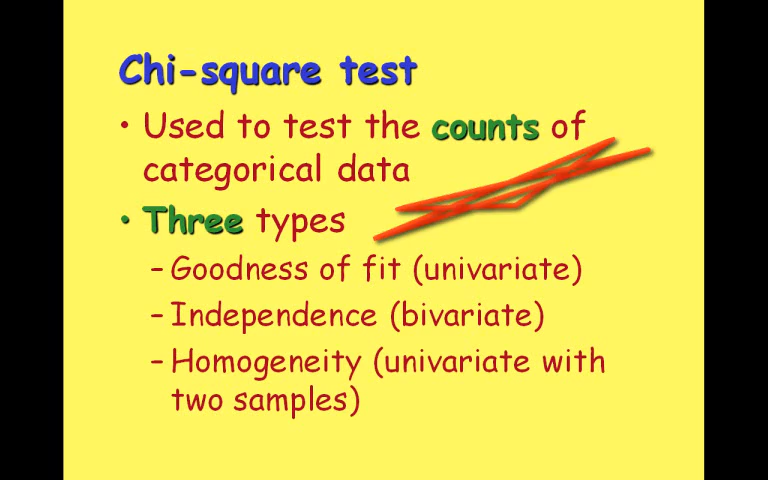 Chi-square test
• Used to test the counts of
categorical data
• Three types
– Goodness of fit (univariate)
– Independence (bivariate)
– Homogeneity (univariate with
two samples)